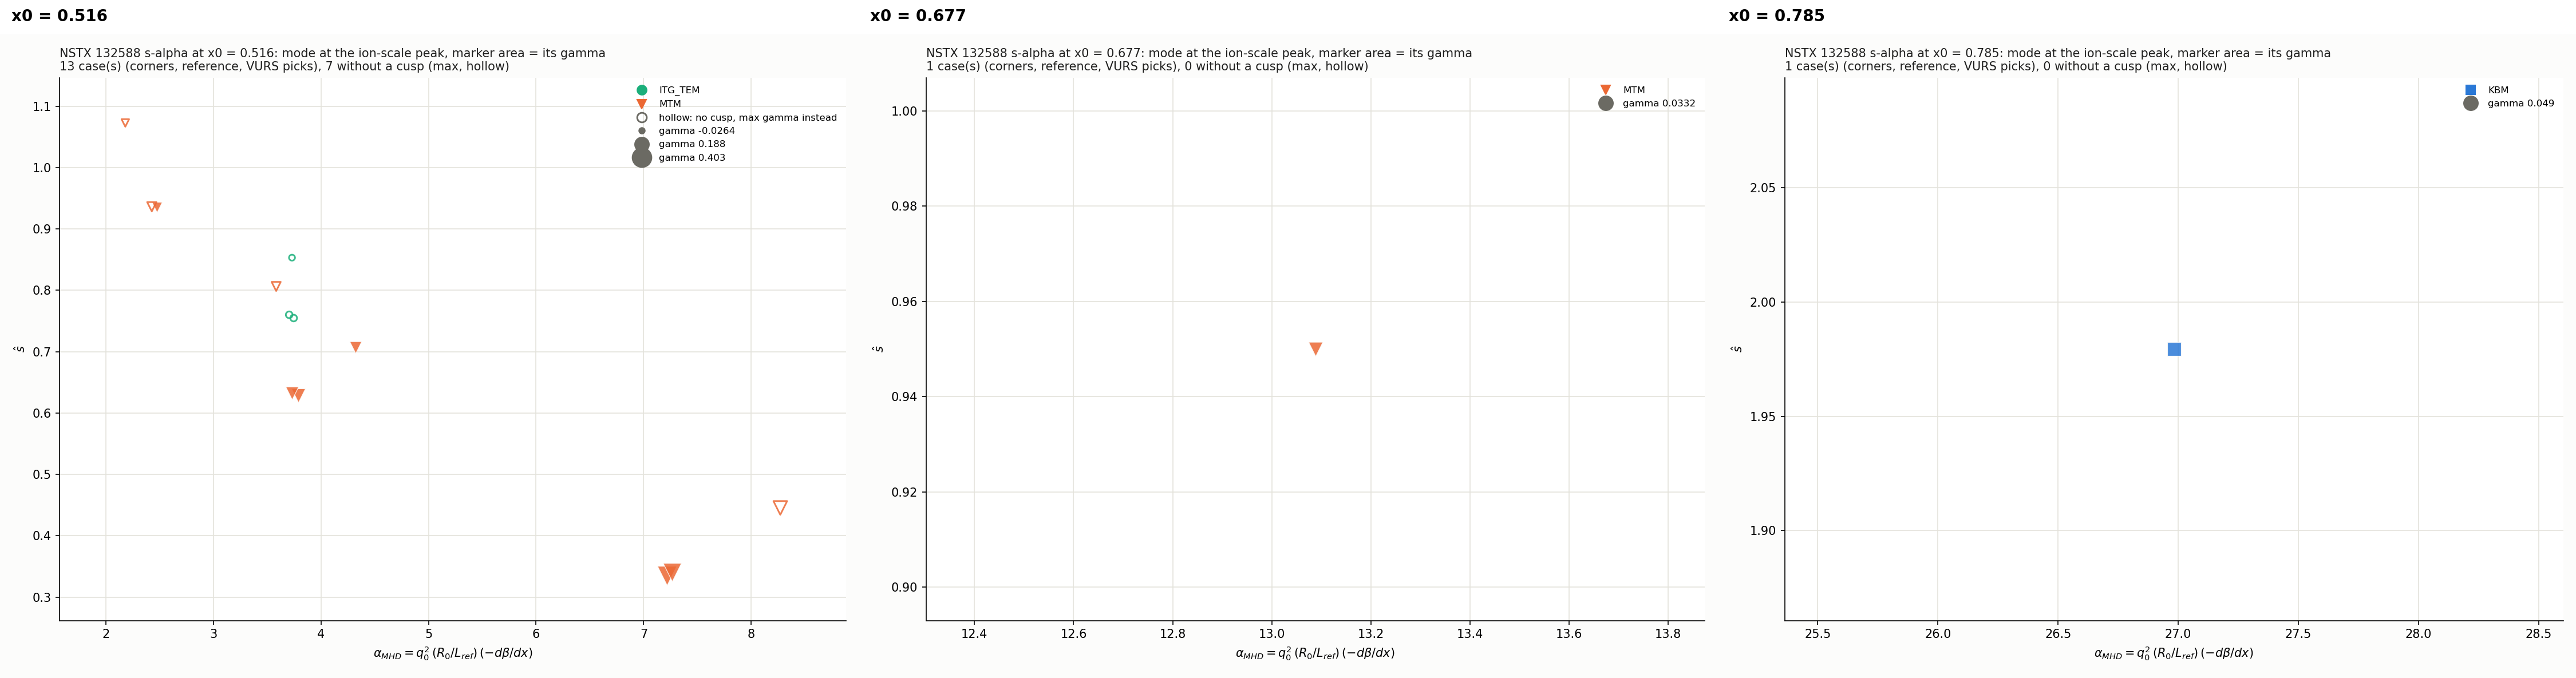 x0 = 0.516
NSTX 132588 s-alpha at x0 = 0.516: mode at the ion-scale peak, marker area = its gamma
13 case(s) (corners, reference, VURS picks), 7 without a cusp (max, hollow)
ITG_TEM
MTM
hollow: no cusp, max gamma instead
gamma -0.0264
gamma 0.188
gamma 0.403
1.1
1.0
0.9
0.8
0.7
0.6
0.5
0.4
0.3
ŝ
2 3 4 5 6 7 8
α_MHD = q_0^2 (R_0/L_ref) (−dβ/dx)
x0 = 0.677
NSTX 132588 s-alpha at x0 = 0.677: mode at the ion-scale peak, marker area = its gamma
1 case(s) (corners, reference, VURS picks), 0 without a cusp (max, hollow)
MTM
gamma 0.0332
1.00
0.98
0.96
0.94
0.92
0.90
ŝ
12.4 12.6 12.8 13.0 13.2 13.4 13.6 13.8
α_MHD = q_0^2 (R_0/L_ref) (−dβ/dx)
x0 = 0.785
NSTX 132588 s-alpha at x0 = 0.785: mode at the ion-scale peak, marker area = its gamma
1 case(s) (corners, reference, VURS picks), 0 without a cusp (max, hollow)
KBM
gamma 0.049
2.05
2.00
1.95
1.90
ŝ
25.5 26.0 26.5 27.0 27.5 28.0 28.5
α_MHD = q_0^2 (R_0/L_ref) (−dβ/dx)